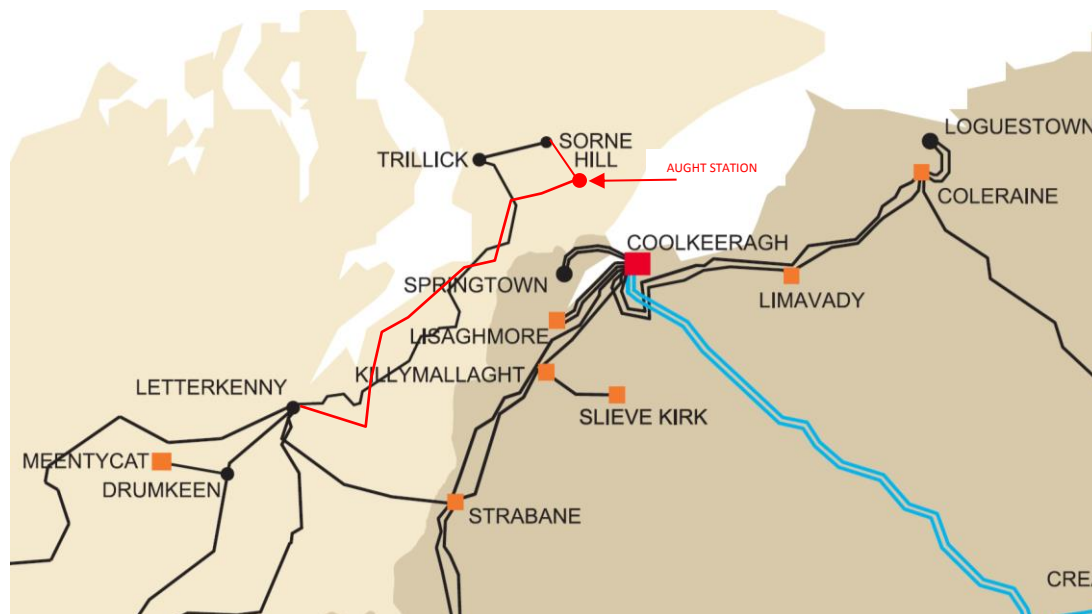 SORNE
HILL
TRILLICK
AUGHT STATION
LOGUESTOWN
COLERAINE
COOLKEERAGH
SPRINGTOWN
LIMAVADY
LISAGHMORE
KILLYMALLAGHT
LETTERKENNY
SLIEVE KIRK
MEENTYCAT
DRUMKEEN
STRABANE
CREA